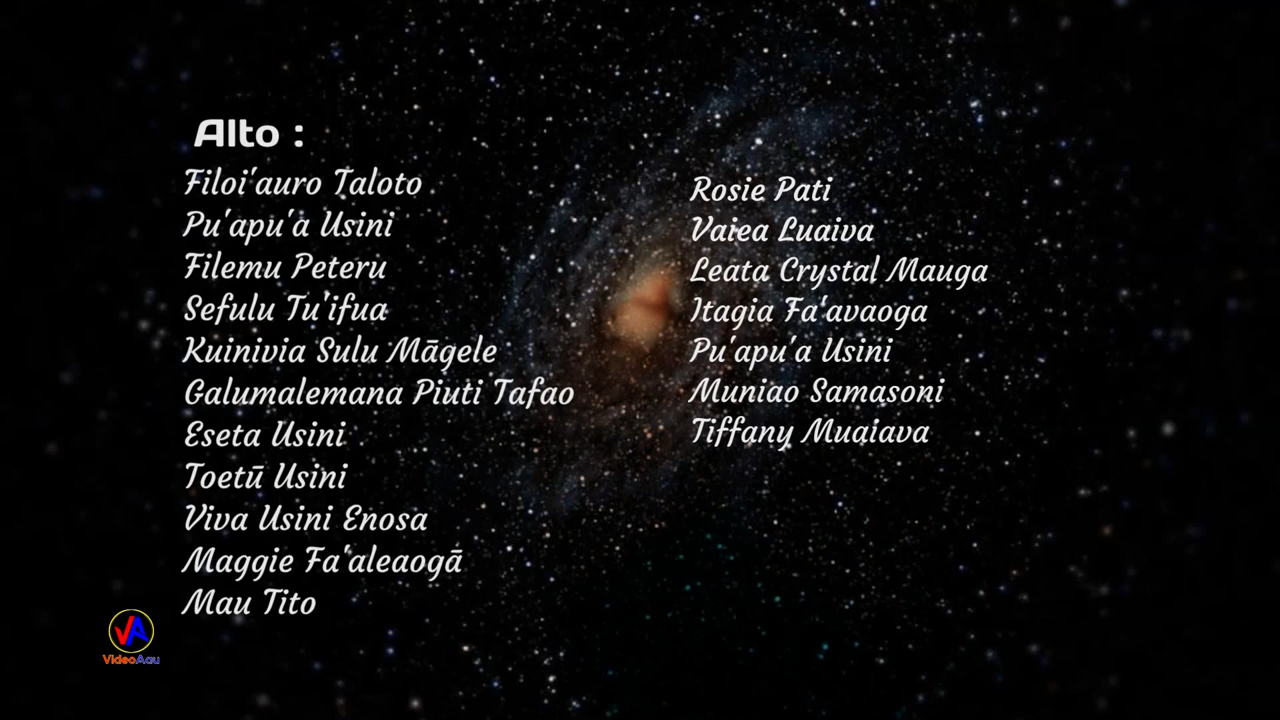 Alto :
Filoi'auro Taloto
Pu'apu'a Usini
Filemu Peteru
Sefulu Tu'ifua
Kuinivia Sulu Māgele
Galumalemana Piuti Tafao
Eseta Usini
Toetū Usini
Viva Usini Enosa
Maggie Fa'aleaogā
Mau Tito
Rosie Pati
Vaiea Luaiva
Leata Crystal Mauga
Itagia Fa'avaoga
Pu'apu'a Usini
Muniao Samasoni
Tiffany Muaiava
VA
VideoAau